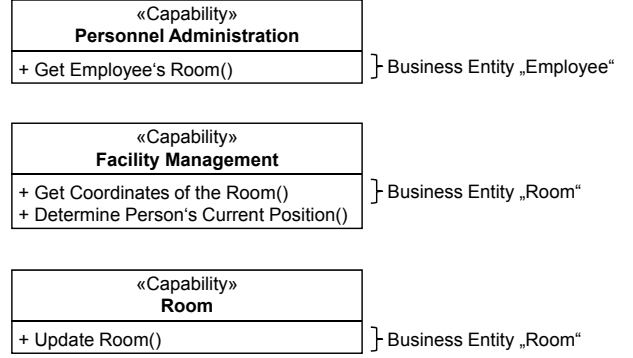 «Capability»
Personnel Administration
+ Get Employee‘s Room()
Business Entity „Employee“
«Capability»
Facility Management
+ Get Coordinates of the Room()
Business Entity „Room“
+ Determine Person‘s Current Position()
«Capability»
Room
+ Update Room()
Business Entity „Room“